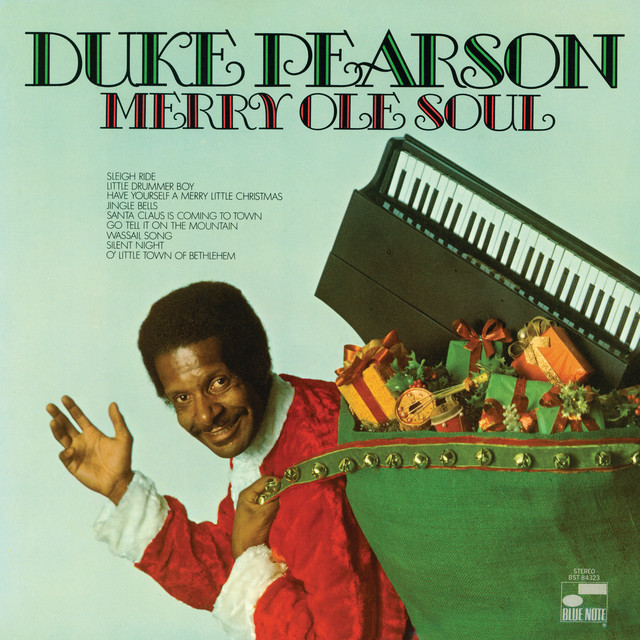 DUKE PEARSON
MERRY OLE SOUL
SLEIGH RIDE
LITTLE DRUMMER BOY
HAVE YOURSELF A MERRY LITTLE CHRISTMAS
JINGLE BELLS
SANTA CLAUS IS COMING TO TOWN
GO TELL IT ON THE MOUNTAIN
WASSAIL SONG
SILENT NIGHT
O' LITTLE TOWN OF BETHLEHEM
STEREO
BST 84323
BLUE NOTE